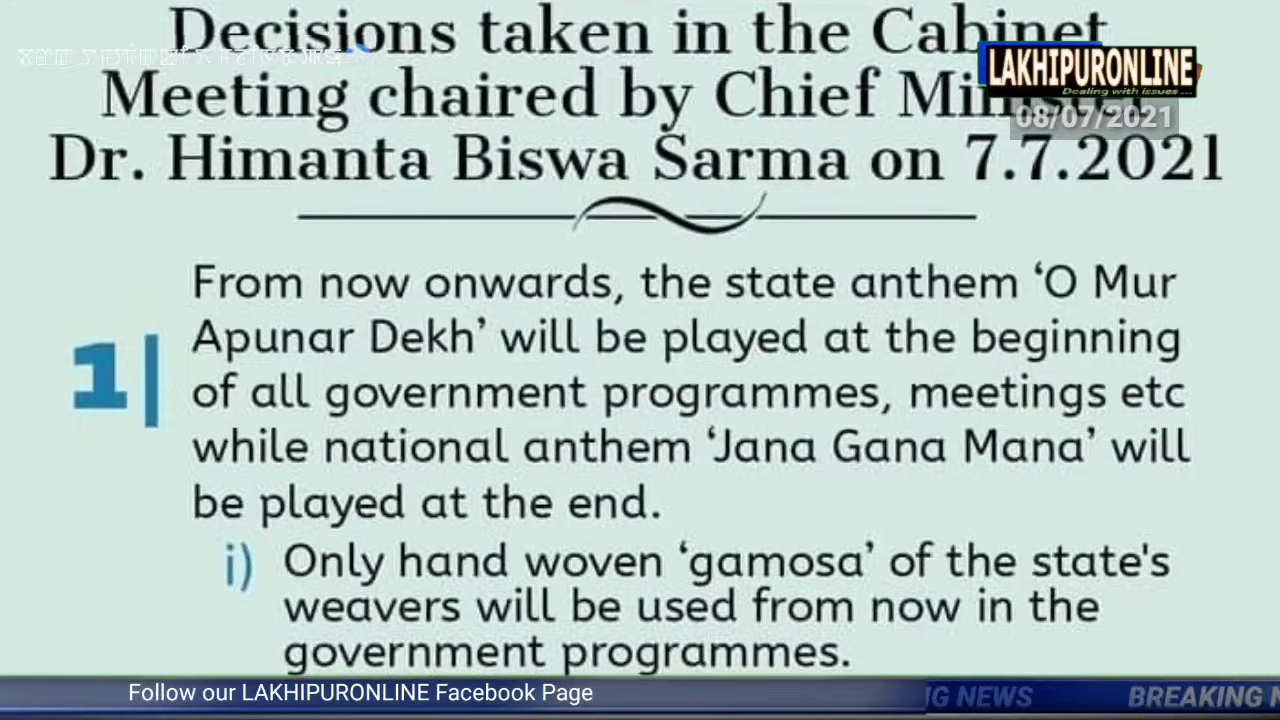 Decisions taken in the Cabinet
Meeting chaired by Chief
Dr. Himanta Biswa Sarma on 7.7.2021
LAKHIPURONLINE
Dealing with issues ...
08/07/2021
From now onwards, the state anthem ‘O Mur
1| Apunar Dekh’ will be played at the beginning
of all government programmes, meetings etc
while national anthem ‘Jana Gana Mana’ will
be played at the end.
i) Only hand woven ‘gamosa’ of the state's
weavers will be used from now in the
government programmes.
Follow our LAKHIPURONLINE Facebook Page
NEWS BREAKING